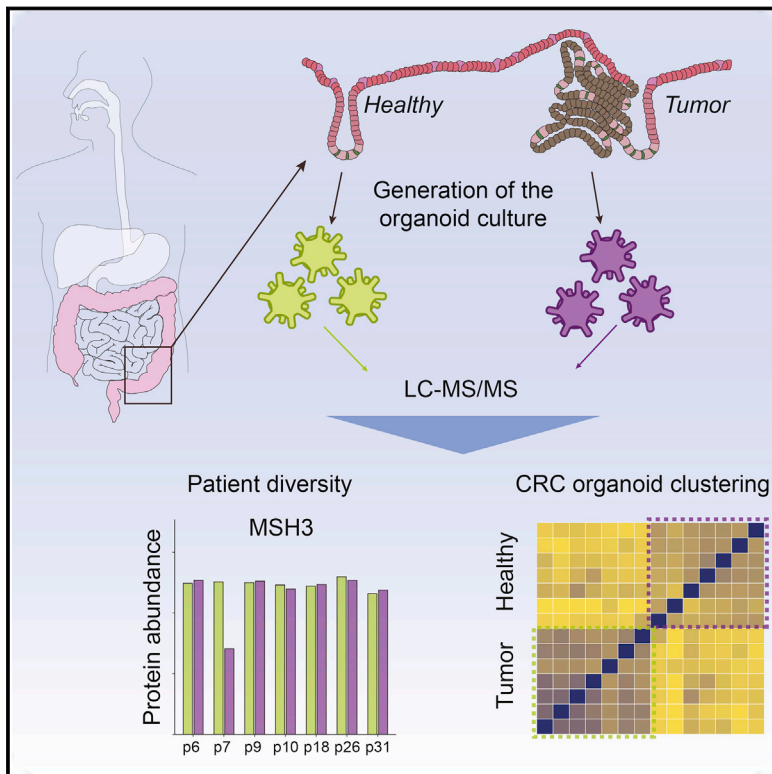 Healthy
Tumor
Generation of the
organoid culture
LC-MS/MS
Patient diversity
MSH3
Protein abundance
p6 p7 p9 p10 p18 p26 p31
CRC organoid clustering
Healthy
Tumor